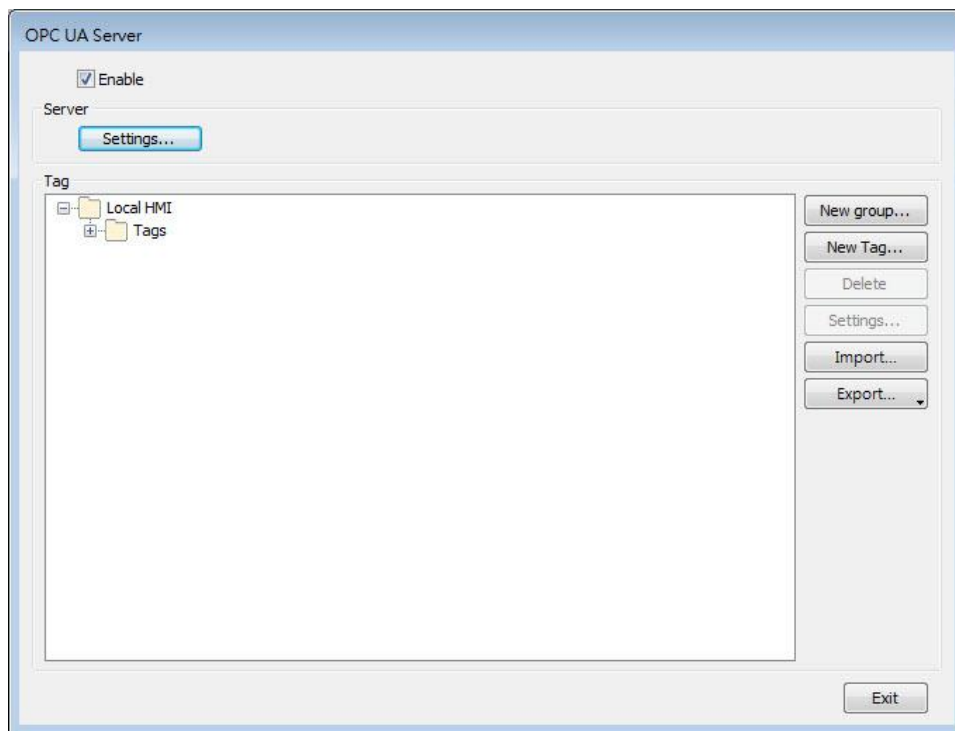 OPC UA Server
Enable
Server
Settings...
Tag
Local HMI
Tags
New group...
New Tag...
Delete
Settings...
Import...
Export...
Exit